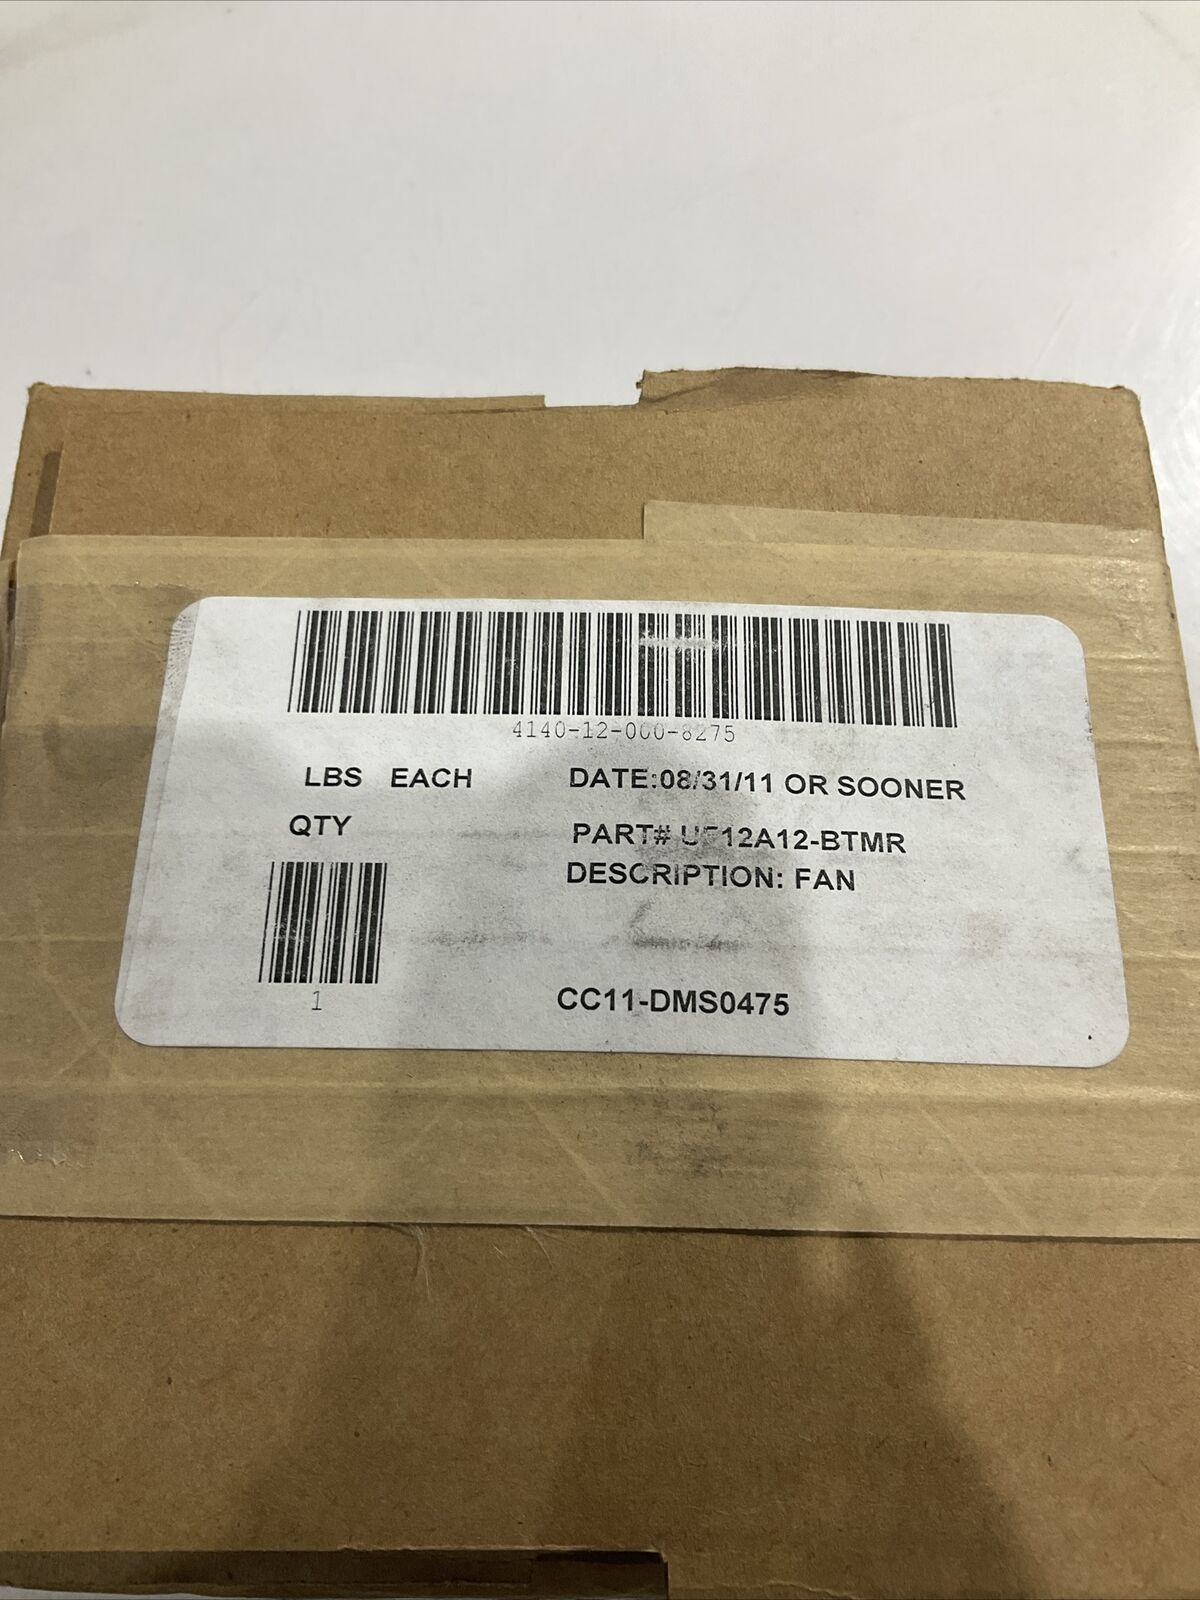 4140-12-000-8275
LBS EACH DATE:08/31/11 OR SOONER
QTY PART# UF12A12-BTMR
DESCRIPTION: FAN
1 CC11-DMS0475